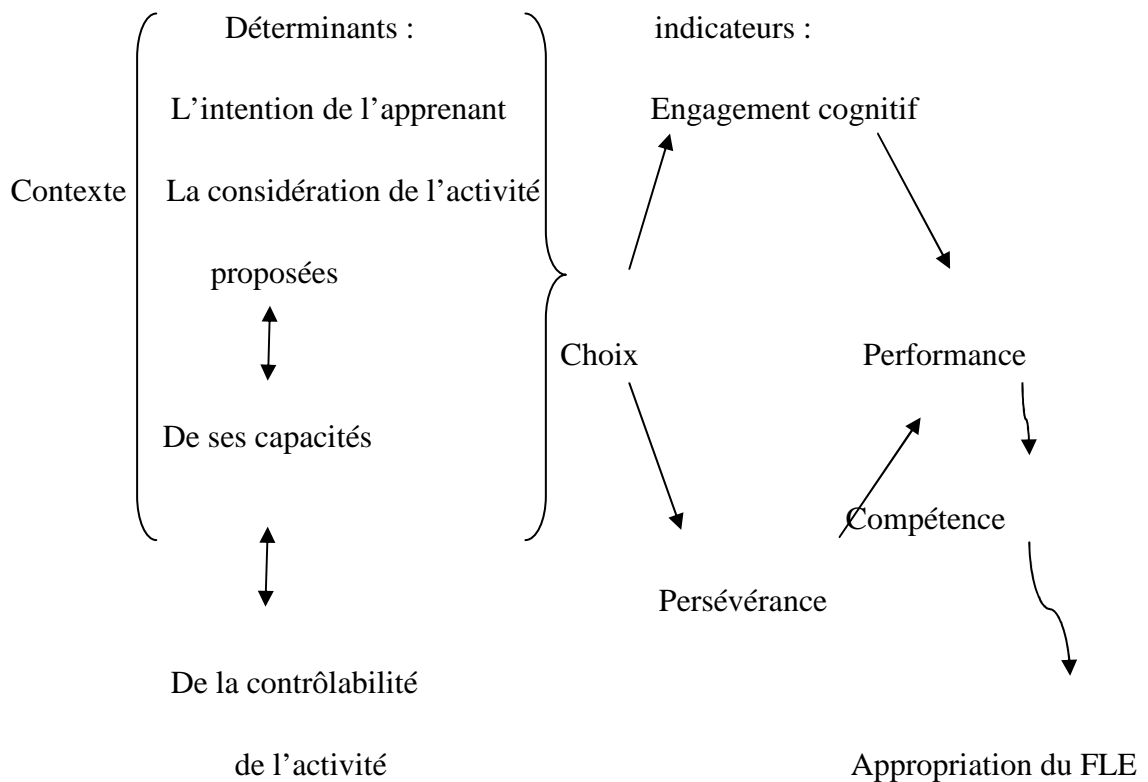 Déterminants :
indicateurs :
L’intention de l’apprenant
Engagement cognitif
Contexte
La considération de l’activité
proposées
Choix
Performance
De ses capacités
Compétence
Persévérance
De la contrôlabilité
de l’activité
Appropriation du FLE